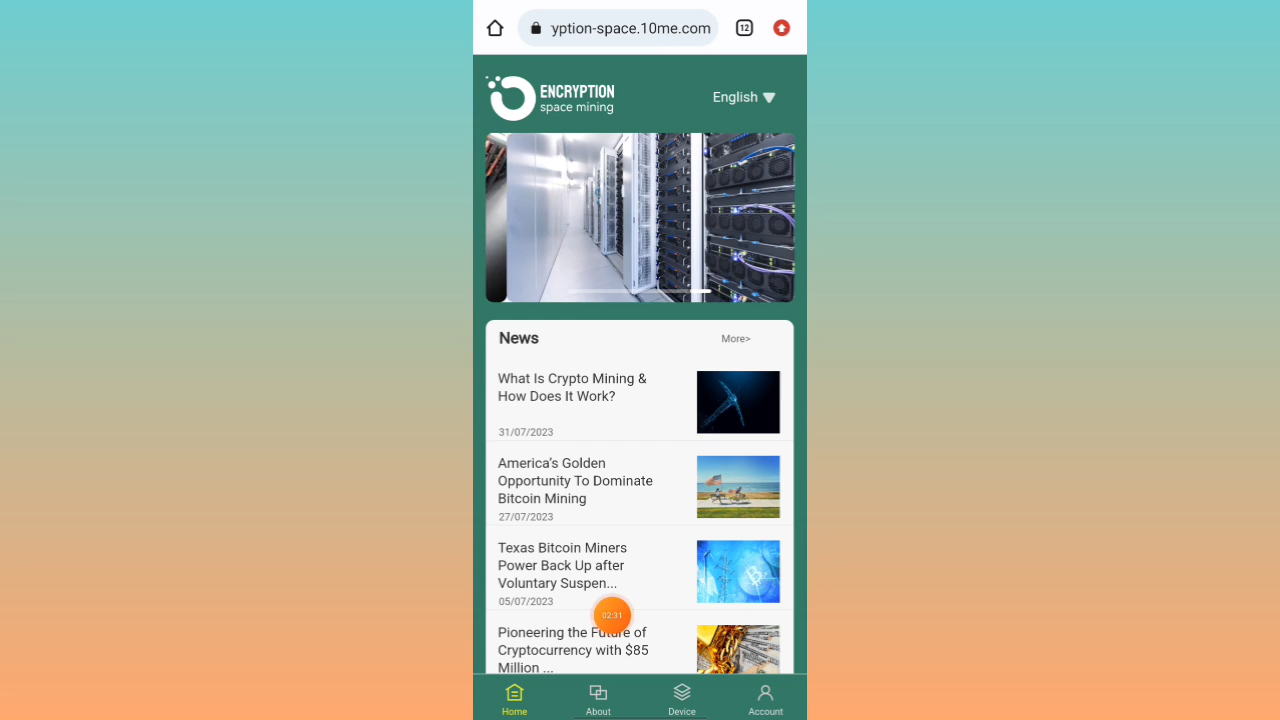 yption-space.10me.com
12
ENCRYPTION
space mining
English
News
More>
What Is Crypto Mining &
How Does It Work?
31/07/2023
America's Golden
Opportunity To Dominate
Bitcoin Mining
27/07/2023
Texas Bitcoin Miners
Power Back Up after
Voluntary Suspen...
05/07/2023
02:31
Pioneering the Future of
Cryptocurrency with $85
Million ...
Home
About
Device
Account